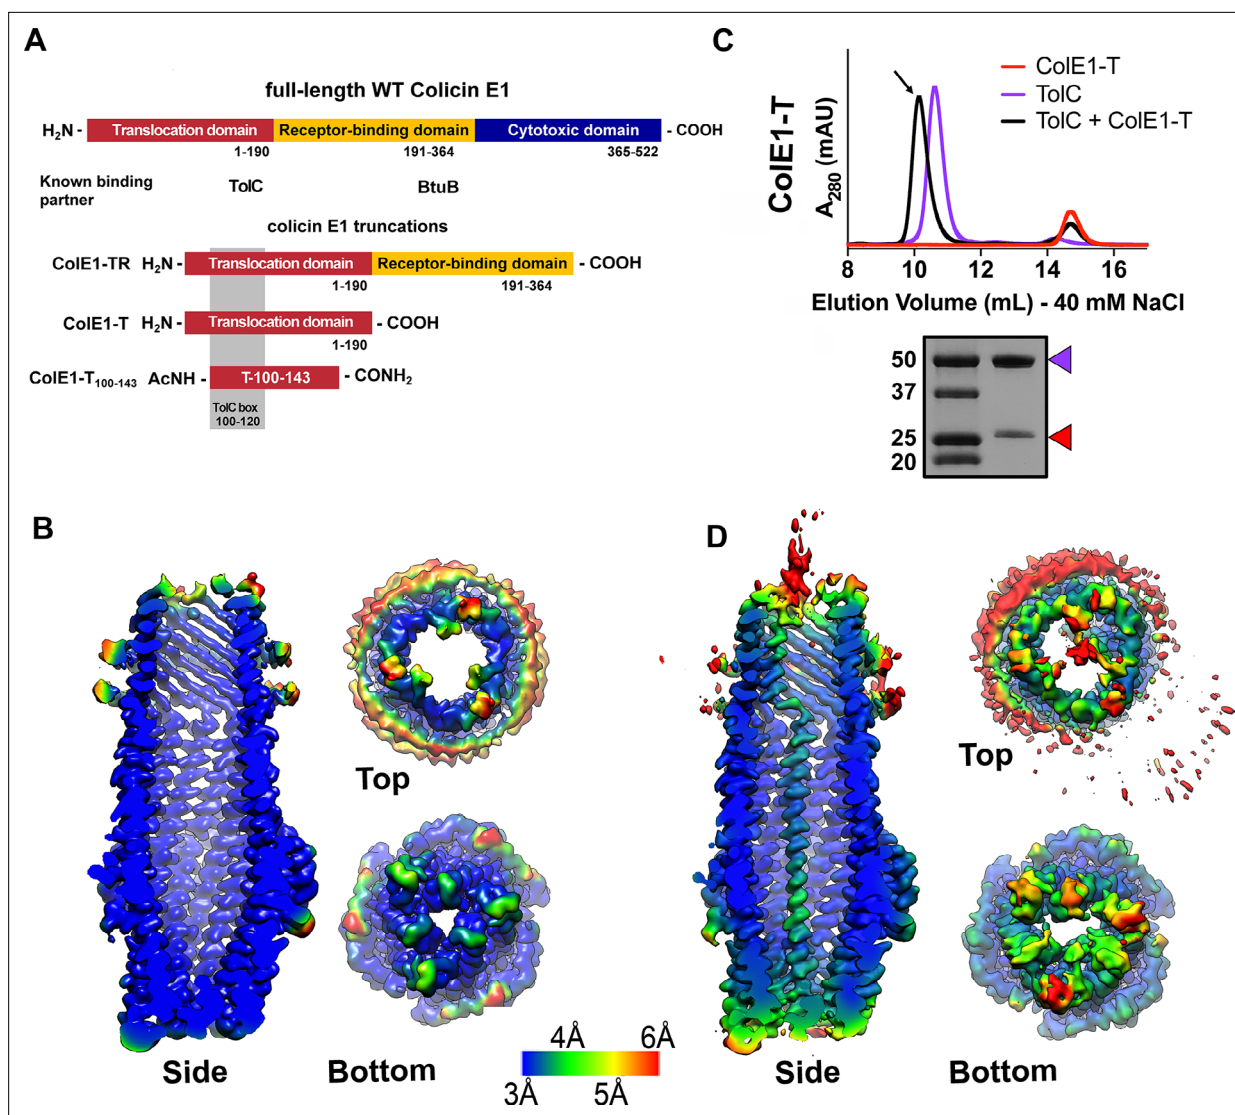 A
full-length WT Colicin E1
H₂N - Translocation domain Receptor-binding domain Cytotoxic domain - COOH
1-190 191-364 365-522
Known binding
partner
TolC BtuB
colicin E1 truncations
ColE1-TR H₂N - Translocation domain Receptor-binding domain - COOH
1-190 191-364
ColE1-T H₂N - Translocation domain - COOH
1-190
ColE1-T₁₀₀₋₁₄₃ AcNH - T-100-143 - CONH₂
TolC box
100-120
C
ColE1-T
A₂₈₀ (mAU)
ColE1-T
TolC
TolC + ColE1-T
8 10 12 14 16
Elution Volume (mL) - 40 mM NaCl
50
37
25
20
B
Top
Side
Bottom
4Å 6Å
3Å 5Å
D
Top
Side
Bottom